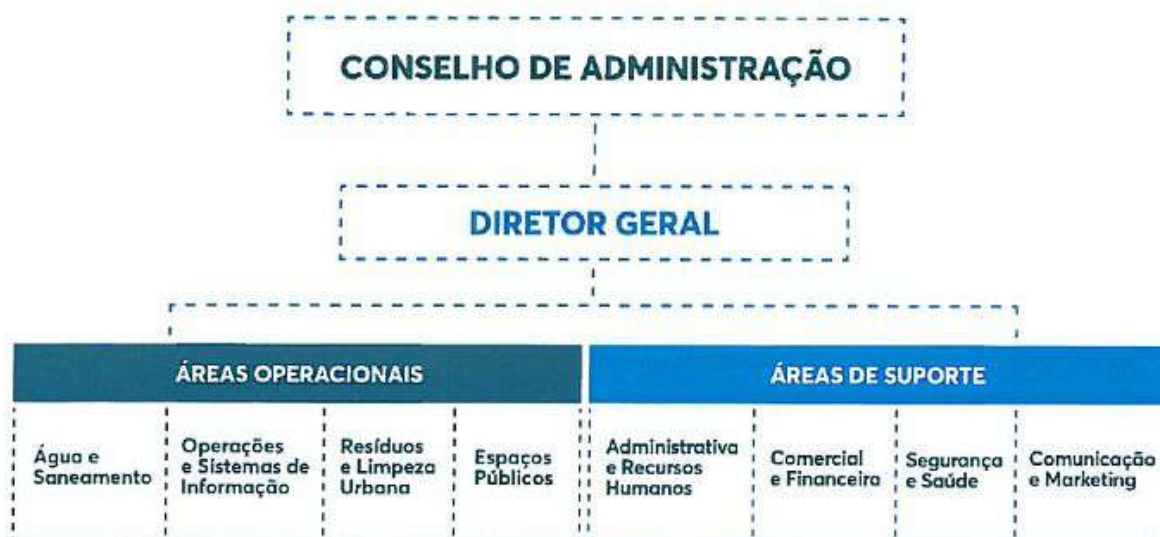 CONSELHO DE ADMINISTRAÇÃO
DIRETOR GERAL
ÁREAS OPERACIONAIS
ÁREAS DE SUPORTE
Água e
Saneamento
Operações
e Sistemas de
Informação
Resíduos
e Limpeza
Urbana
Espaços
Públicos
Administrativa
e Recursos
Humanos
Comercial
e Financeira
Segurança
e Saúde
Comunicação
e Marketing